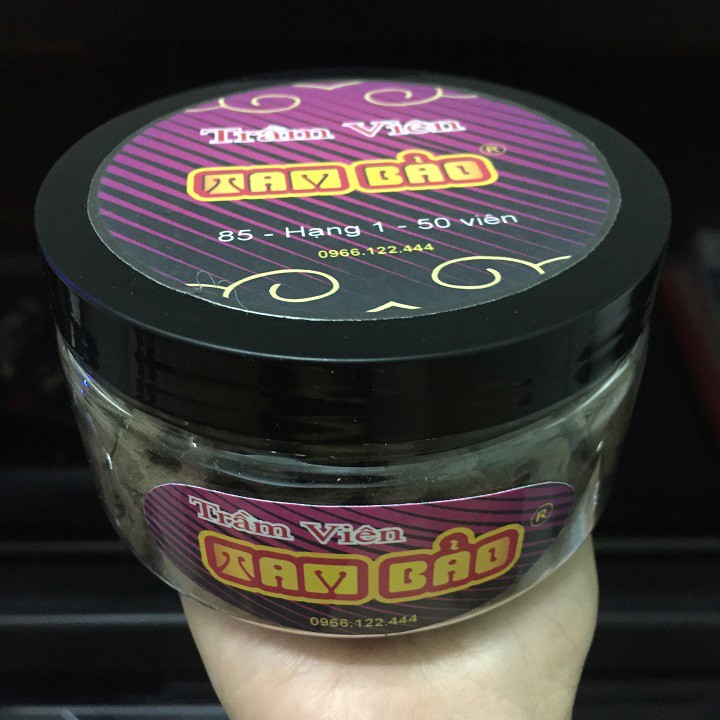 Trầm Viên
TAM BẢO ®
85 - Hạng 1 - 50 viên
0966.122.444
Trầm Viên
TAM BẢO ®
0966.122.444